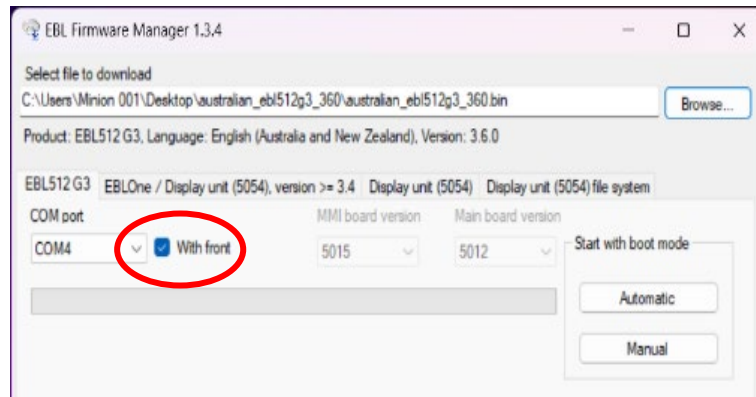 EBL Firmware Manager 1.3.4
Select file to download
C:\Users\Minion 001\Desktop\australian_ebl512g3_360\australian_ebl512g3_360.bin
Browse...
Product: EBL512 G3, Language: English (Australia and New Zealand), Version: 3.6.0
EBL512 G3 EBLOne / Display unit (5054), version >= 3.4 Display unit (5054) Display unit (5054) file system
COM port MMI board version Main board version
COM4 With front 5015 5012 Start with boot mode
Automatic
Manual